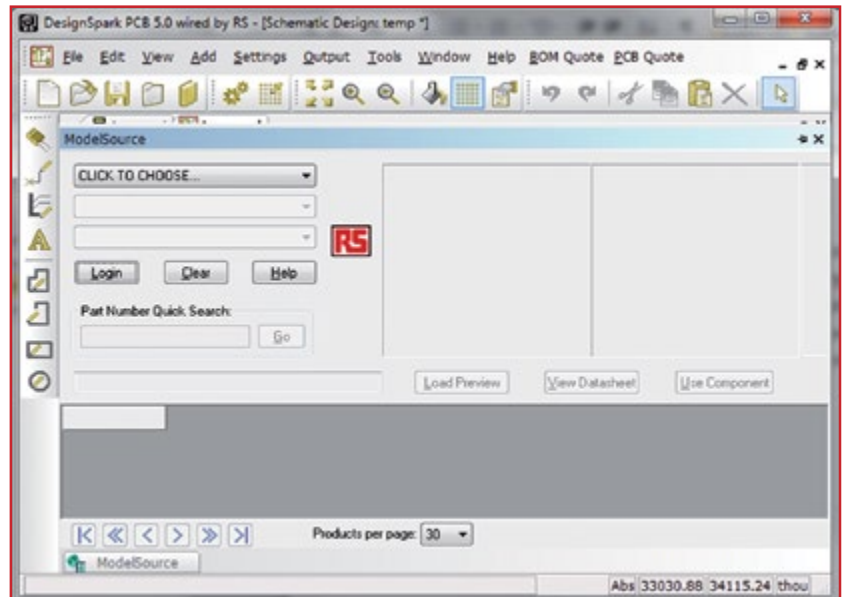 DesignSpark PCB 5.0 wired by RS - [Schematic Design: temp *]
File Edit View Add Settings Output Tools Window Help BOM Quote PCB Quote
ModelSource
CLICK TO CHOOSE...
RS
Login Clear Help
Part Number Quick Search:
Go
Load Preview View Datasheet Use Component
Products per page: 30
ModelSource
Abs 33030.88 34115.24 thou